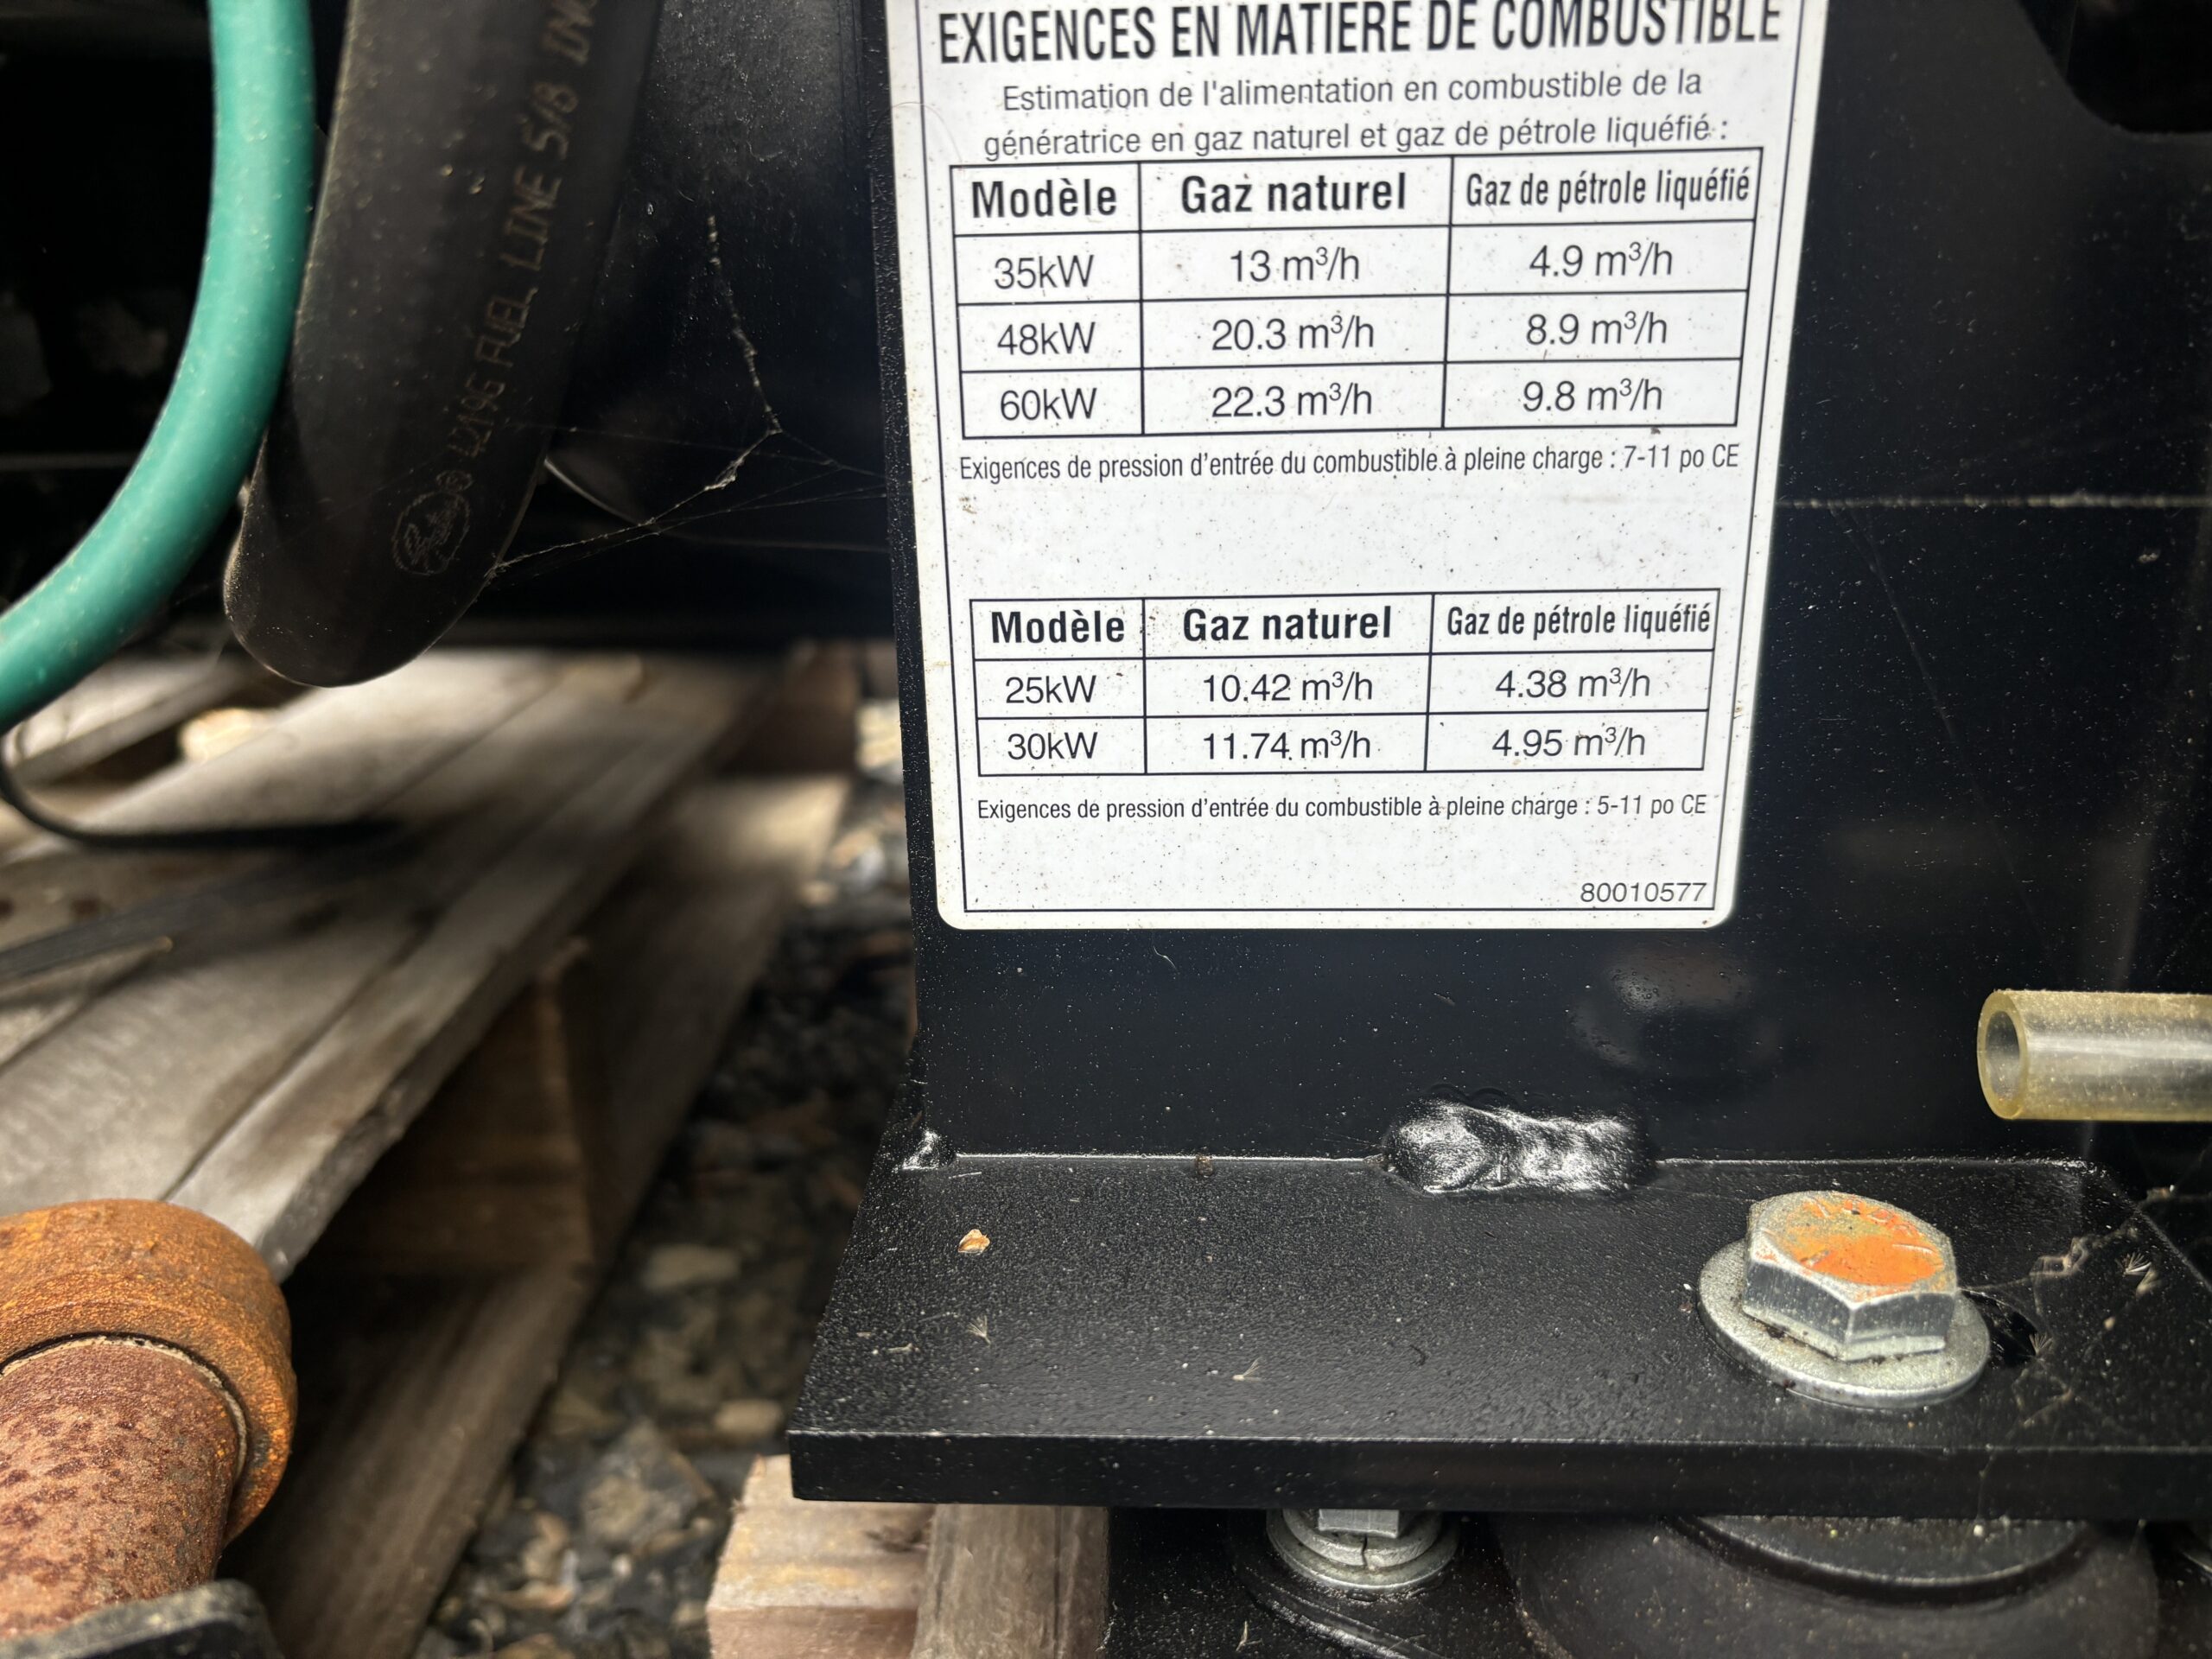 EXIGENCES EN MATIERE DE COMBUSTIBLE
Estimation de l'alimentation en combustible de la
génératrice en gaz naturel et gaz de pétrole liquéfié :
Modèle Gaz naturel Gaz de pétrole liquéfié
35kW 13 m³/h 4.9 m³/h
48kW 20.3 m³/h 8.9 m³/h
60kW 22.3 m³/h 9.8 m³/h
Exigences de pression d'entrée du combustible à pleine charge : 7-11 po CE
Modèle Gaz naturel Gaz de pétrole liquéfié
25kW 10.42 m³/h 4.38 m³/h
30kW 11.74 m³/h 4.95 m³/h
Exigences de pression d'entrée du combustible à pleine charge : 5-11 po CE
80010577
4219G FUEL LINE 5/8